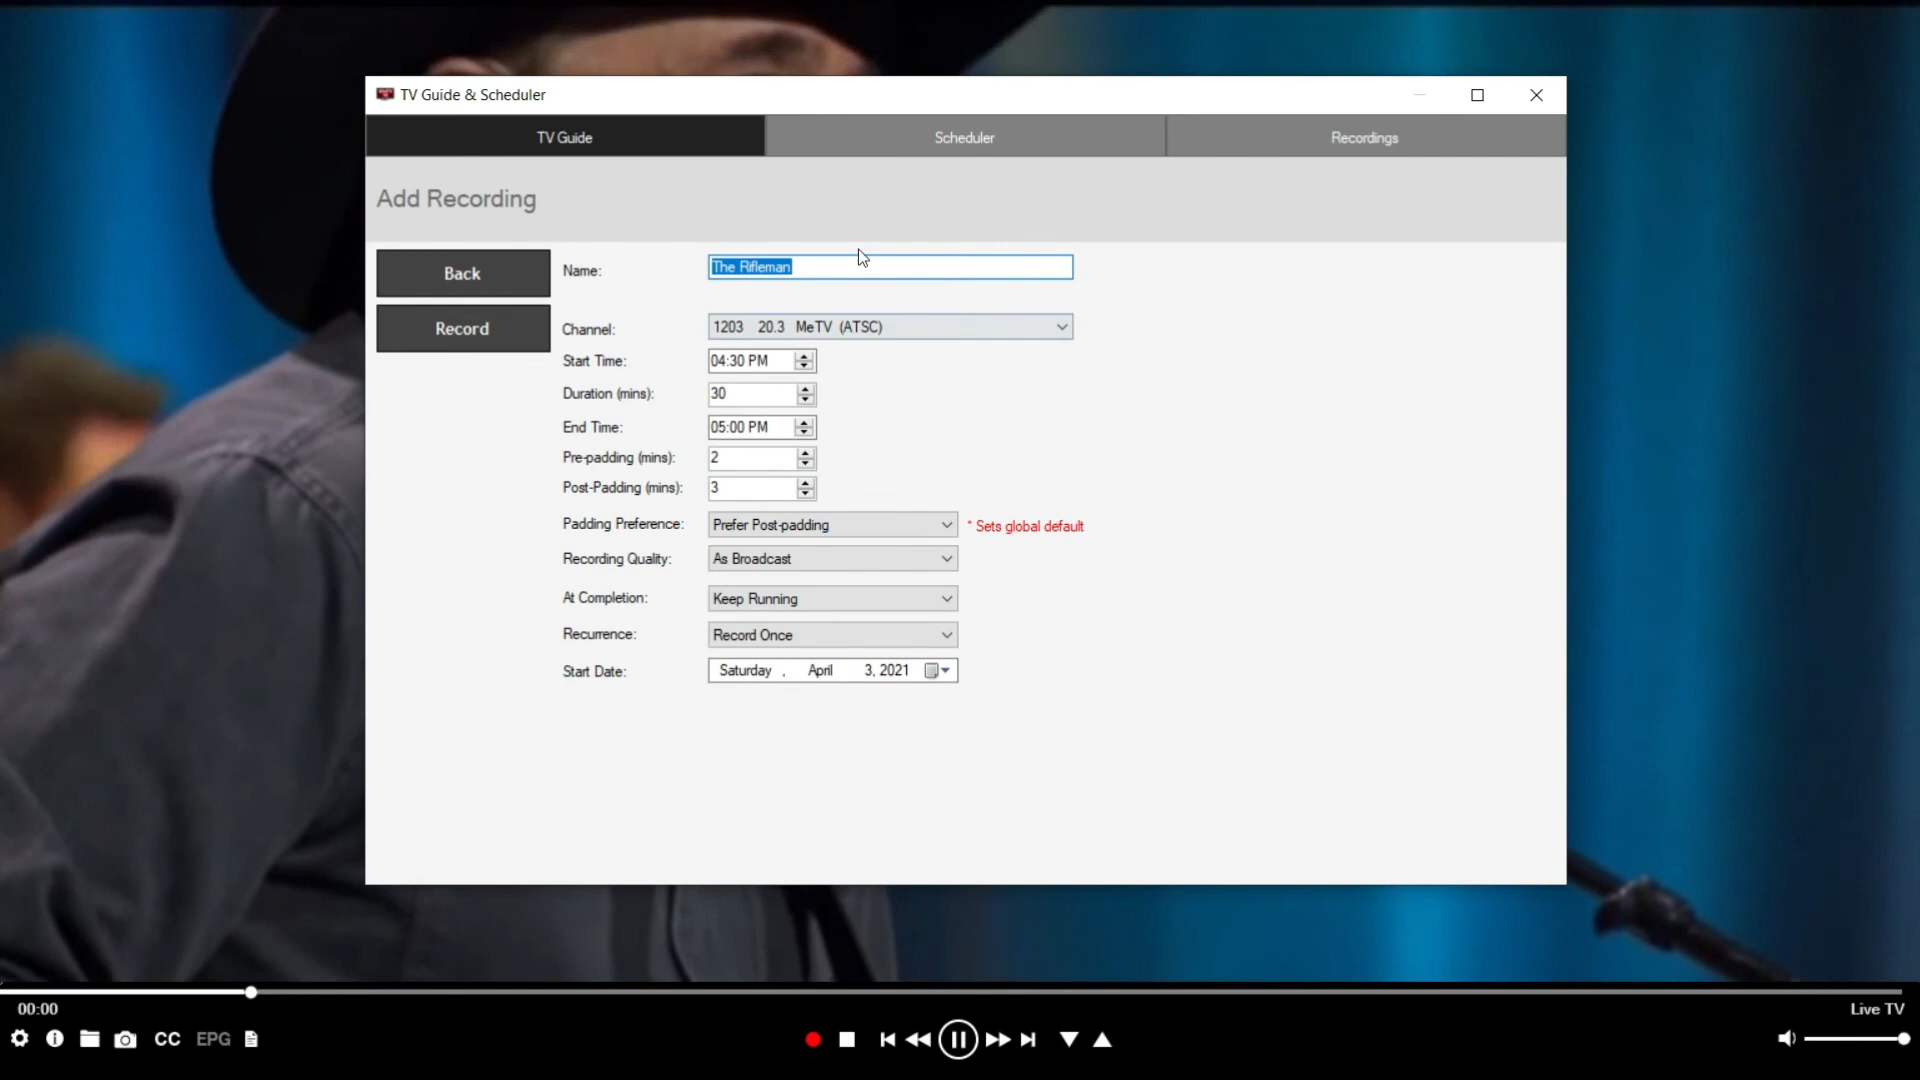 TV Guide & Scheduler
TV Guide Scheduler Recordings
Add Recording
Back
Record
Name: The Rifleman
Channel: 1203 20.3 MeTV (ATSC)
Start Time: 04:30 PM
Duration (mins): 30
End Time: 05:00 PM
Pre-padding (mins): 2
Post-Padding (mins): 3
Padding Preference: Prefer Post-padding * Sets global default
Recording Quality: As Broadcast
At Completion: Keep Running
Recurrence: Record Once
Start Date: Saturday , April 3, 2021
00:00 Live TV
CC EPG